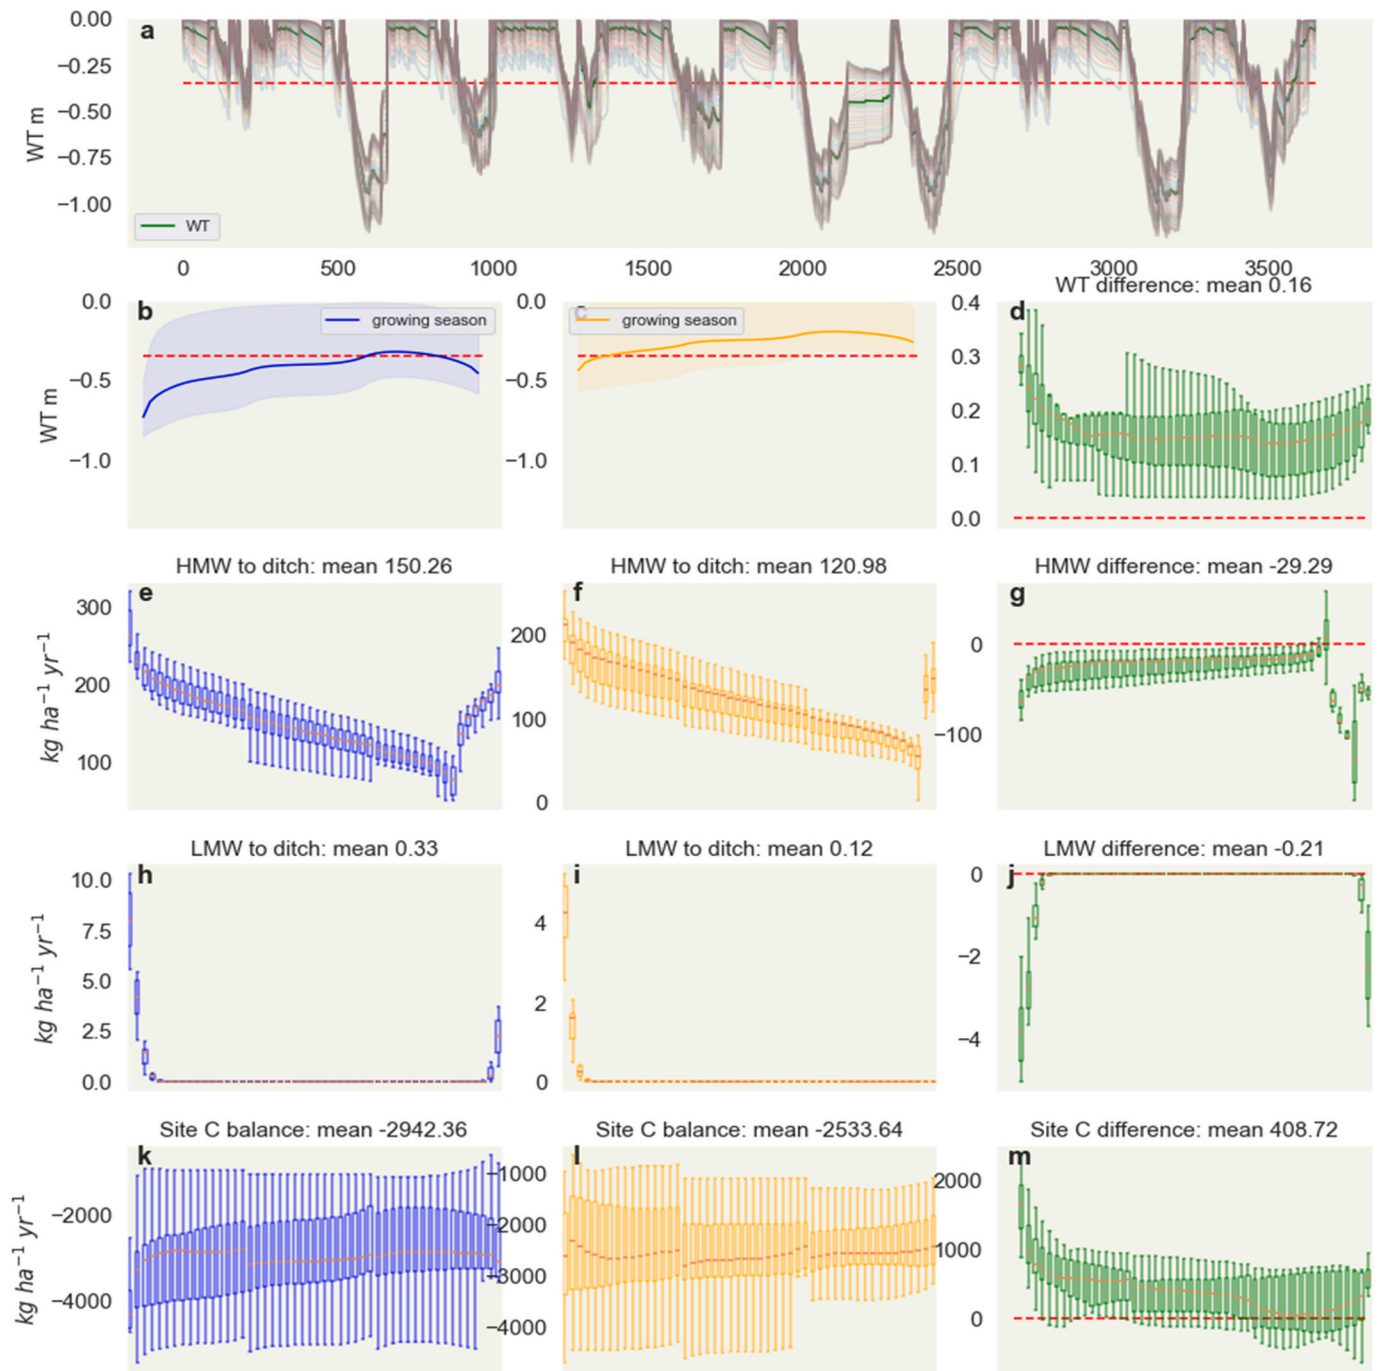 a
0.00
−0.25
−0.50
−0.75
−1.00
WT m
WT
0 500 1000 1500 2000 2500 3000 3500
WT difference: mean 0.16
b
0.0
−0.5
−1.0
WT m
growing season
c
0.0
−0.5
−1.0
growing season
d
0.4
0.3
0.2
0.1
0.0
HMW to ditch: mean 150.26
e
300
200
100
kg ha−1 yr−1
HMW to ditch: mean 120.98
f
200
100
0
HMW difference: mean -29.29
g
0
−100
LMW to ditch: mean 0.33
h
10.0
7.5
5.0
2.5
0.0
kg ha−1 yr−1
LMW to ditch: mean 0.12
i
4
2
0
LMW difference: mean -0.21
j
0
−2
−4
Site C balance: mean -2942.36
k
−2000
−4000
kg ha−1 yr−1
Site C balance: mean -2533.64
l
−1000
−2000
−3000
−4000
Site C difference: mean 408.72
m
2000
1000
0